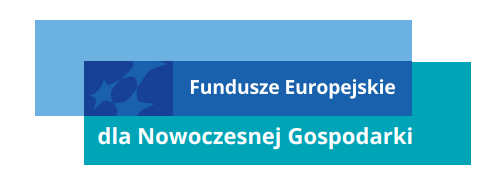 Fundusze Europejskie
dla Nowoczesnej Gospodarki